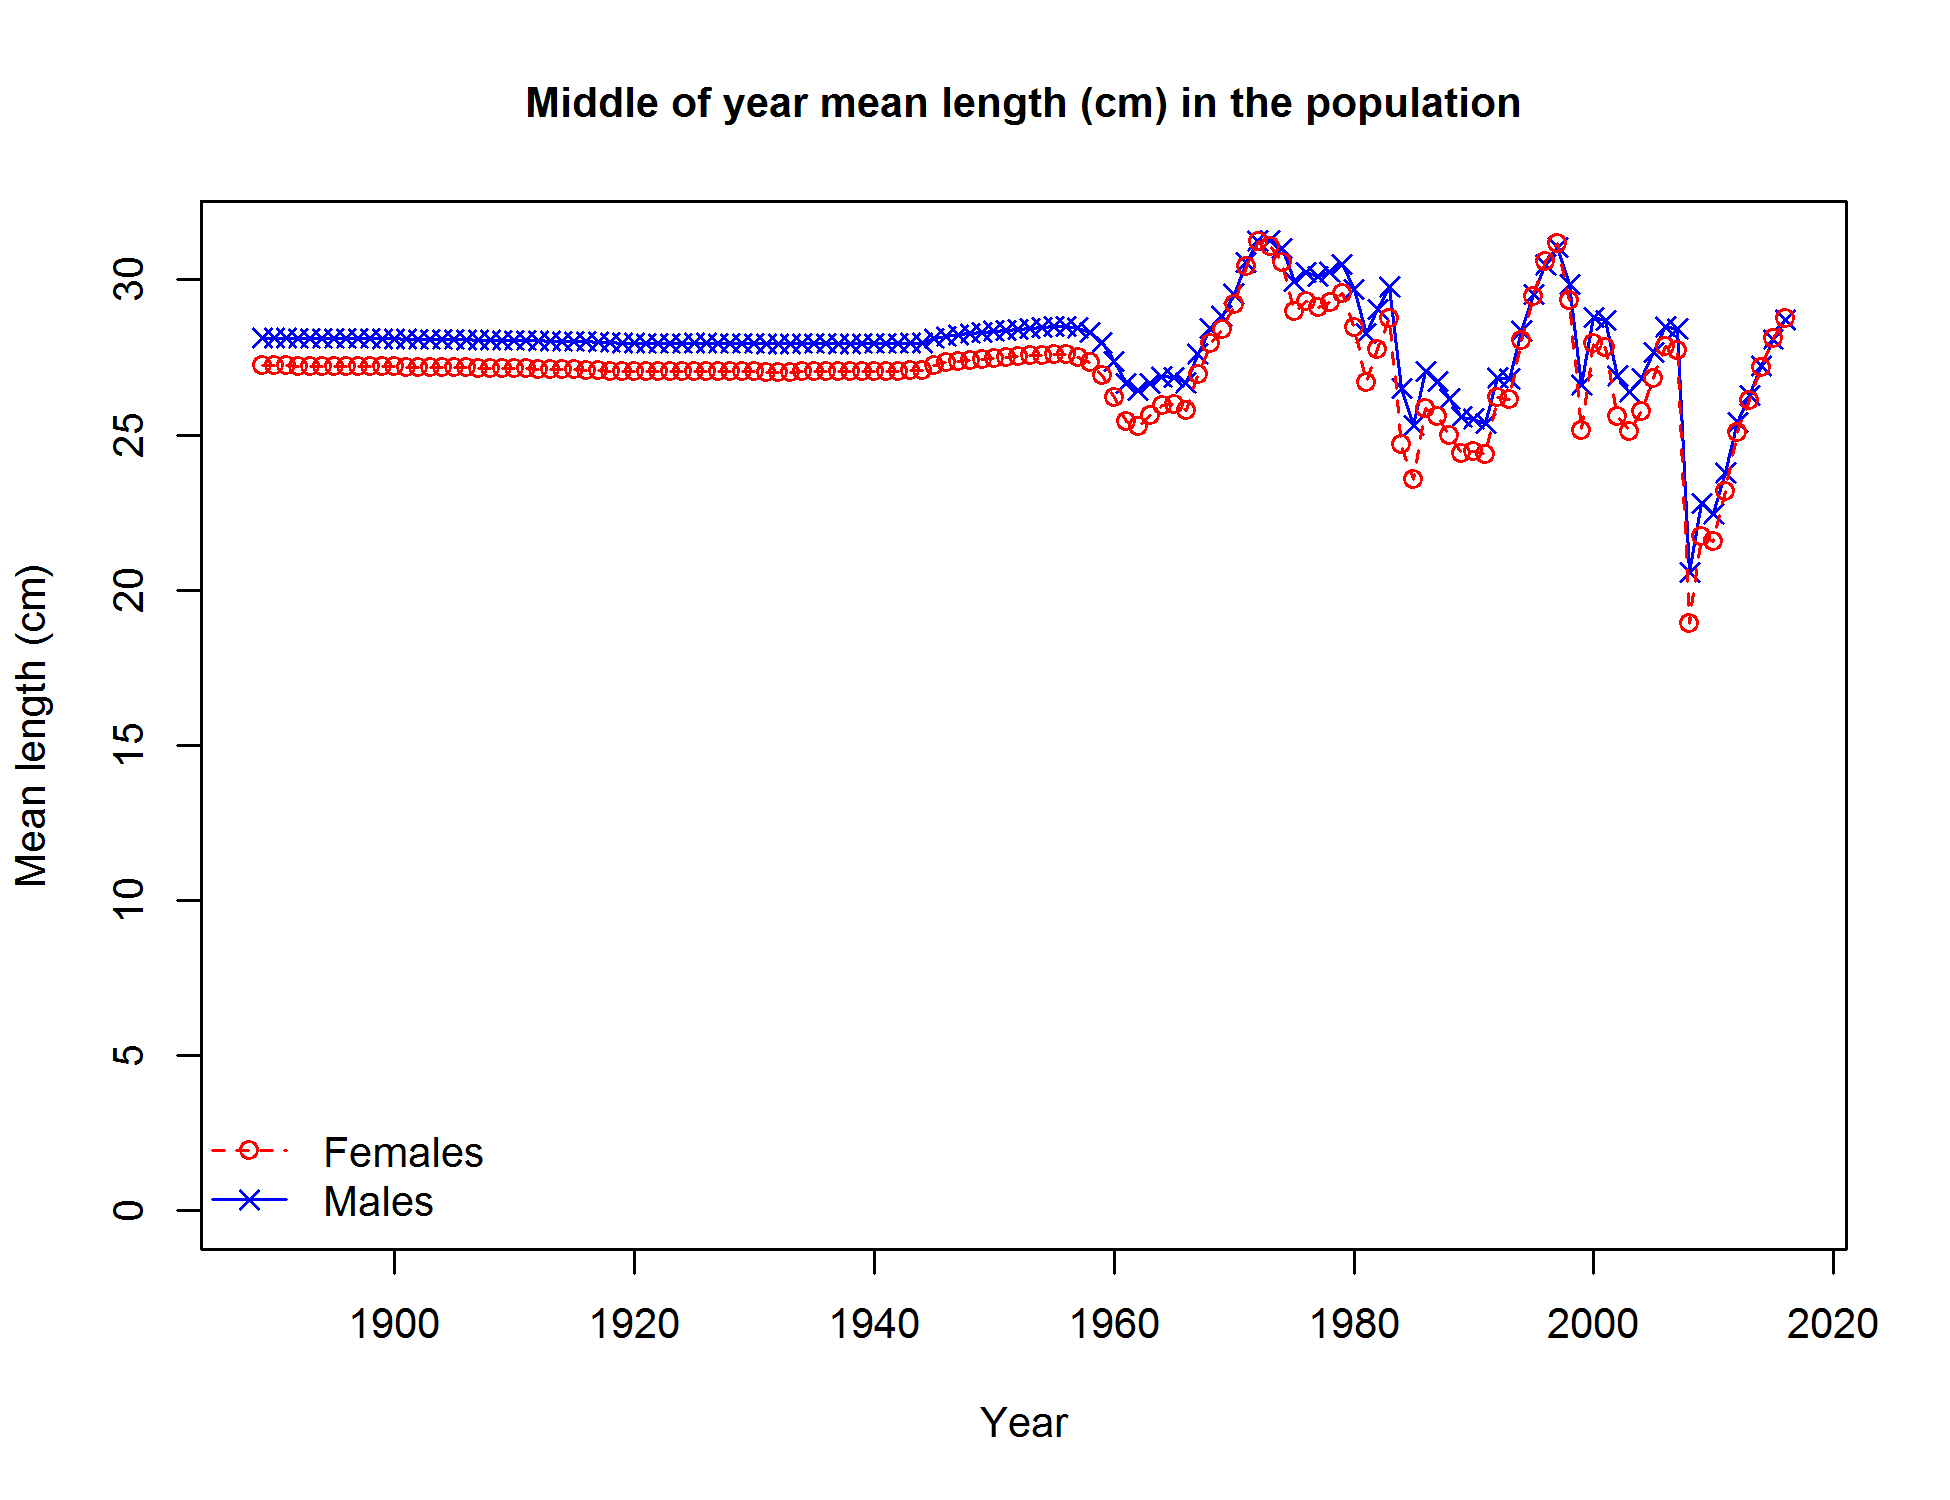 Middle of year mean length (cm) in the population
Mean length (cm)
30
25
20
15
10
5
0
Females
Males
1900 1920 1940 1960 1980 2000 2020
Year